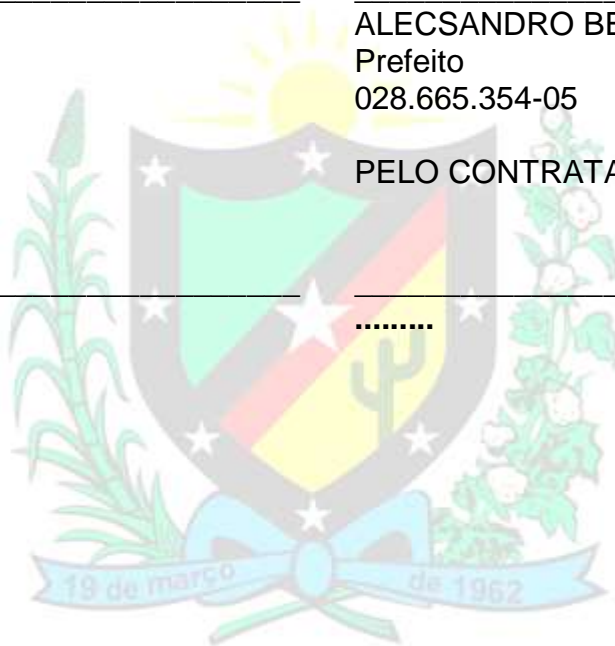 ALECSANDRO BE
Prefeito
028.665.354-05
PELO CONTRATA
.........
19 de março de 1962